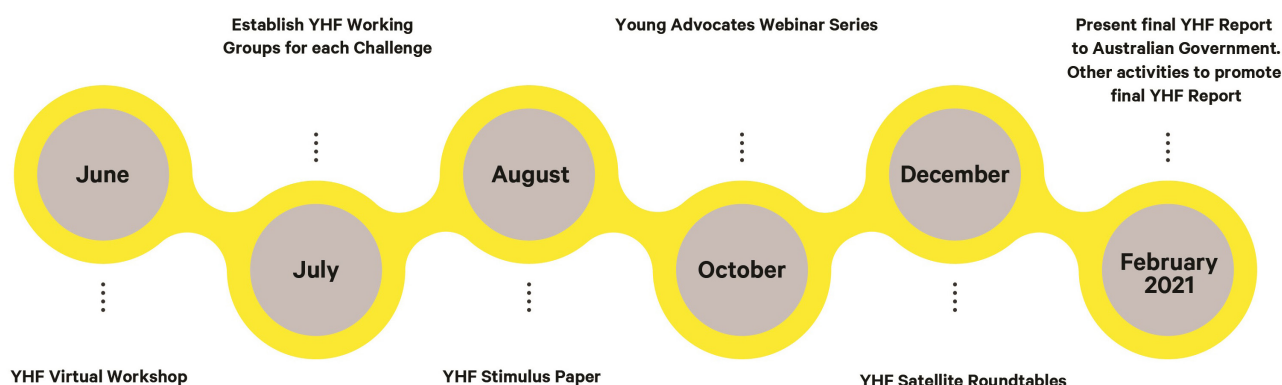 Establish YHF Working
Groups for each Challenge
Young Advocates Webinar Series
Present final YHF Report
to Australian Government.
Other activities to promote
final YHF Report
June
July
August
October
December
February
2021
YHF Virtual Workshop
YHF Stimulus Paper
YHF Satellite Roundtables